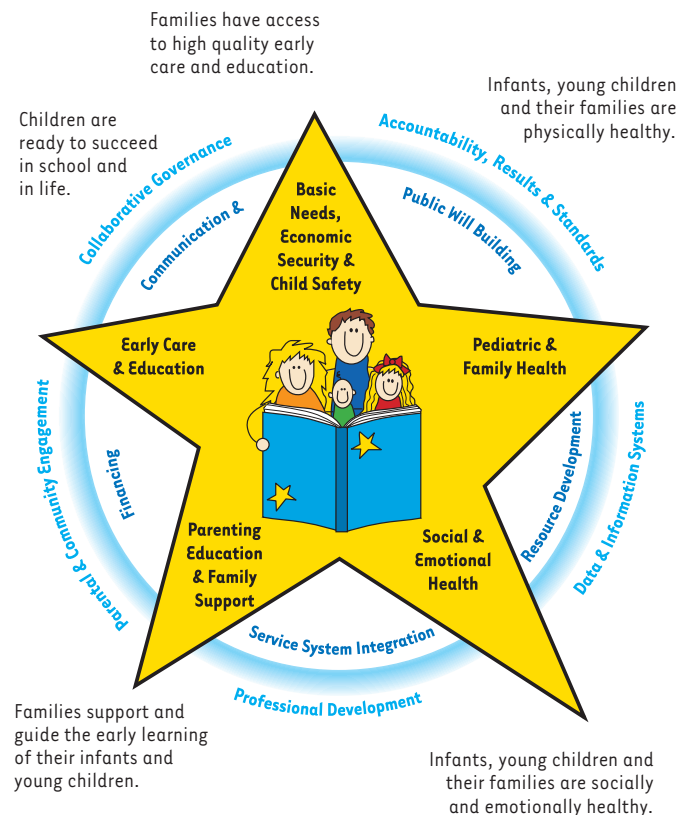 Families have access
to high quality early
care and education.
Infants, young children
and their families are
physically healthy.
Children are
ready to succeed
in school and
in life.
Collaborative Governance
Accountability, Results & Standards
Communication &
Public Will Building
Basic
Needs,
Economic
Security &
Child Safety
Early Care
& Education
Pediatric &
Family Health
Parental & Community Engagement
Financing
Resource Development
Data & Information Systems
Parenting
Education
& Family
Support
Social &
Emotional
Health
Service System Integration
Professional Development
Families support and
guide the early learning
of their infants and
young children.
Infants, young children and
their families are socially
and emotionally healthy.